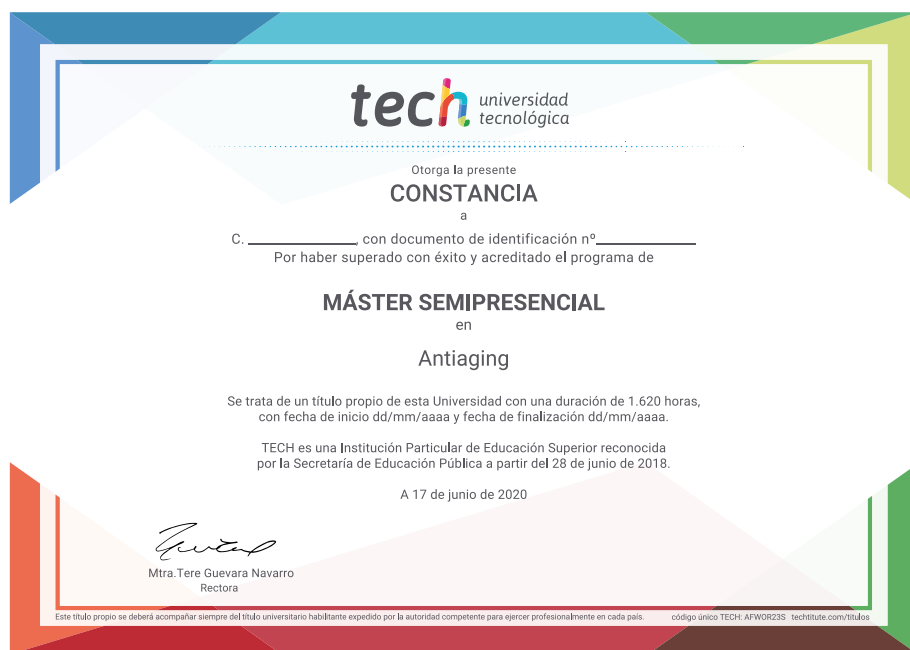 tech universidad
tecnológica
Otorga la presente
CONSTANCIA
a
C. ____________, con documento de identificación nº____________
Por haber superado con éxito y acreditado el programa de
MÁSTER SEMIPRESENCIAL
en
Antiaging
Se trata de un título propio de esta Universidad con una duración de 1.620 horas,
con fecha de inicio dd/mm/aaaa y fecha de finalización dd/mm/aaaa.
TECH es una Institución Particular de Educación Superior reconocida
por la Secretaría de Educación Pública a partir del 28 de junio de 2018.
A 17 de junio de 2020
Mtra.Tere Guevara Navarro
Rectora
Este título propio se deberá acompañar siempre del título universitario habilitante expedido por la autoridad competente para ejercer profesionalmente en cada país. código único TECH: AFWOR23S techtitute.com/titulos